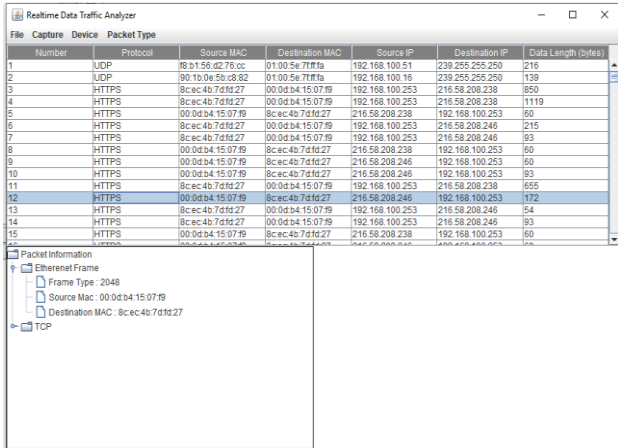 Realtime Data Traffic Analyzer
File Capture Device Packet Type
Number Protocol Source MAC Destination MAC Source IP Destination IP Data Length (bytes)
1 UDP f8:b1:56:d2:76:cc 01:00:5e:7f:ff:fa 192.168.100.51 239.255.255.250 216
2 UDP 90:1b:0e:5b:c8:82 01:00:5e:7f:ff:fa 192.168.100.16 239.255.255.250 139
3 HTTPS 8c:ec:4b:7d:fd:27 00:0d:b4:15:07:f9 192.168.100.253 216.58.208.238 850
4 HTTPS 8c:ec:4b:7d:fd:27 00:0d:b4:15:07:f9 192.168.100.253 216.58.208.238 1119
5 HTTPS 00:0d:b4:15:07:f9 8c:ec:4b:7d:fd:27 216.58.208.238 192.168.100.253 60
6 HTTPS 8c:ec:4b:7d:fd:27 00:0d:b4:15:07:f9 192.168.100.253 216.58.208.246 215
7 HTTPS 8c:ec:4b:7d:fd:27 00:0d:b4:15:07:f9 192.168.100.253 216.58.208.246 93
8 HTTPS 00:0d:b4:15:07:f9 8c:ec:4b:7d:fd:27 216.58.208.238 192.168.100.253 60
9 HTTPS 00:0d:b4:15:07:f9 8c:ec:4b:7d:fd:27 216.58.208.246 192.168.100.253 60
10 HTTPS 00:0d:b4:15:07:f9 8c:ec:4b:7d:fd:27 216.58.208.246 192.168.100.253 93
11 HTTPS 8c:ec:4b:7d:fd:27 00:0d:b4:15:07:f9 192.168.100.253 216.58.208.238 655
12 HTTPS 00:0d:b4:15:07:f9 8c:ec:4b:7d:fd:27 216.58.208.246 192.168.100.253 172
13 HTTPS 8c:ec:4b:7d:fd:27 00:0d:b4:15:07:f9 192.168.100.253 216.58.208.246 54
14 HTTPS 8c:ec:4b:7d:fd:27 00:0d:b4:15:07:f9 192.168.100.253 216.58.208.246 93
15 HTTPS 00:0d:b4:15:07:f9 8c:ec:4b:7d:fd:27 216.58.208.238 192.168.100.253 60
Packet Information
Etherenet Frame
Frame Type : 2048
Source Mac : 00:0d:b4:15:07:f9
Destination MAC : 8c:ec:4b:7d:fd:27
TCP